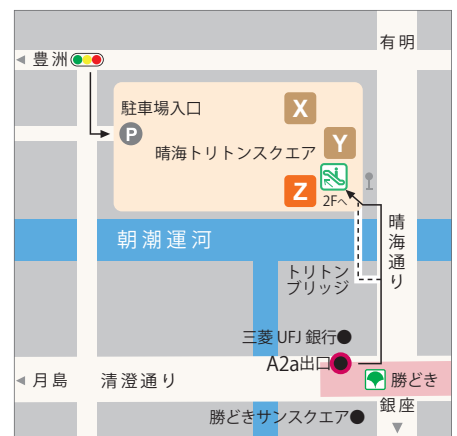 有明
◀ 豊洲
駐車場入口
X
P
Y
晴海トリトンスクエア
Z
2Fへ
晴海通り
朝潮運河
トリトン
ブリッジ
三菱 UFJ 銀行●
A2a出口
◀ 月島
清澄通り
勝どき
銀座
▼
勝どきサンスクエア●